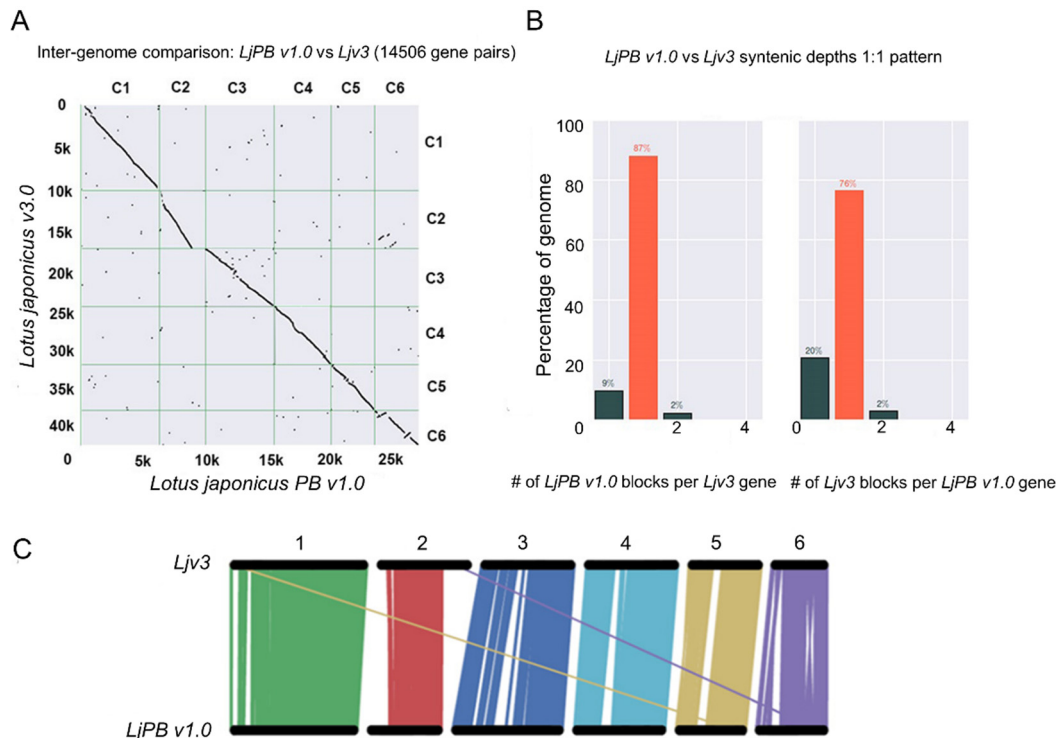 A
Inter-genome comparison: LjPB v1.0 vs Ljv3 (14506 gene pairs)
C1 C2 C3 C4 C5 C6
0
5k
10k
15k
20k
25k
30k
35k
40k
Lotus japonicus v3.0
C1
C2
C3
C4
C5
C6
0 5k 10k 15k 20k 25k
Lotus japonicus PB v1.0
B
LjPB v1.0 vs Ljv3 syntenic depths 1:1 pattern
100
80
60
40
20
0
Percentage of genome
9%
87%
2%
2 4
# of LjPB v1.0 blocks per Ljv3 gene
20%
76%
2%
0 2 4
# of Ljv3 blocks per LjPB v1.0 gene
C
1 2 3 4 5 6
Ljv3
LjPB v1.0